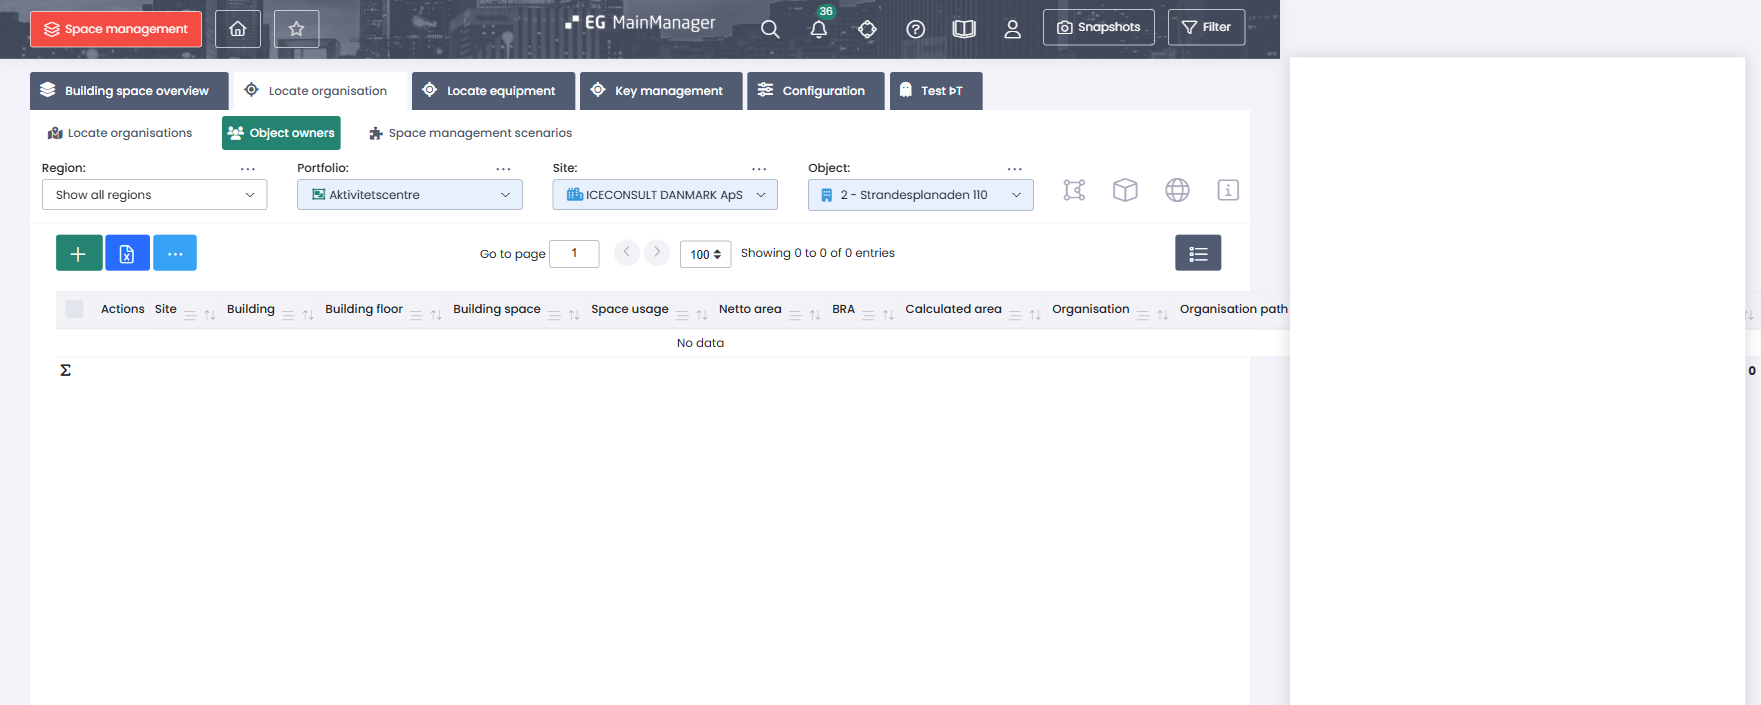 Space management
EG MainManager
36
Snapshots
Filter
Building space overview
Locate organisation
Locate equipment
Key management
Configuration
Test ÞT
Locate organisations
Object owners
Space management scenarios
Region:
Portfolio:
Site:
Object:
Show all regions
Aktivitetscentre
ICECONSULT DANMARK ApS
2 - Strandesplanaden 110
Go to page 1
100
Showing 0 to 0 of 0 entries
Actions Site Building Building floor Building space Space usage Netto area BRA Calculated area Organisation Organisation path
No data
Σ
0